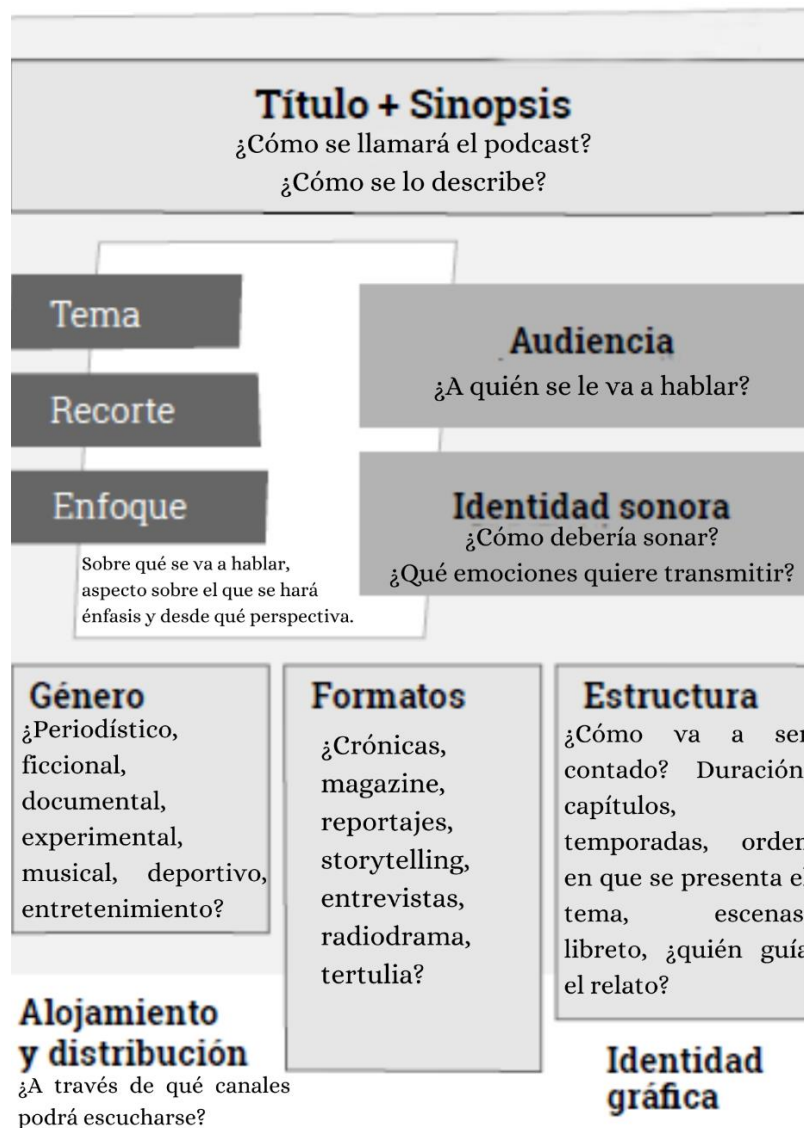 Título + Sinopsis
¿Cómo se llamará el podcast?
¿Cómo se lo describe?
Tema
Recorte
Enfoque
Sobre qué se va a hablar,
aspecto sobre el que se hará
énfasis y desde qué perspectiva.
Audiencia
¿A quién se le va a hablar?
Identidad sonora
¿Cómo debería sonar?
¿Qué emociones quiere transmitir?
Género
¿Periodístico,
ficcional,
documental,
experimental,
musical, deportivo,
entretenimiento?
Formatos
¿Crónicas,
magazine,
reportajes,
storytelling,
entrevistas,
radiodrama,
tertulia?
Estructura
¿Cómo va a ser
contado? Duración,
capítulos,
temporadas, orden
en que se presenta el
tema, escenas,
libreto, ¿quién guía
el relato?
Alojamiento
y distribución
¿A través de qué canales
podrá escucharse?
Identidad
gráfica